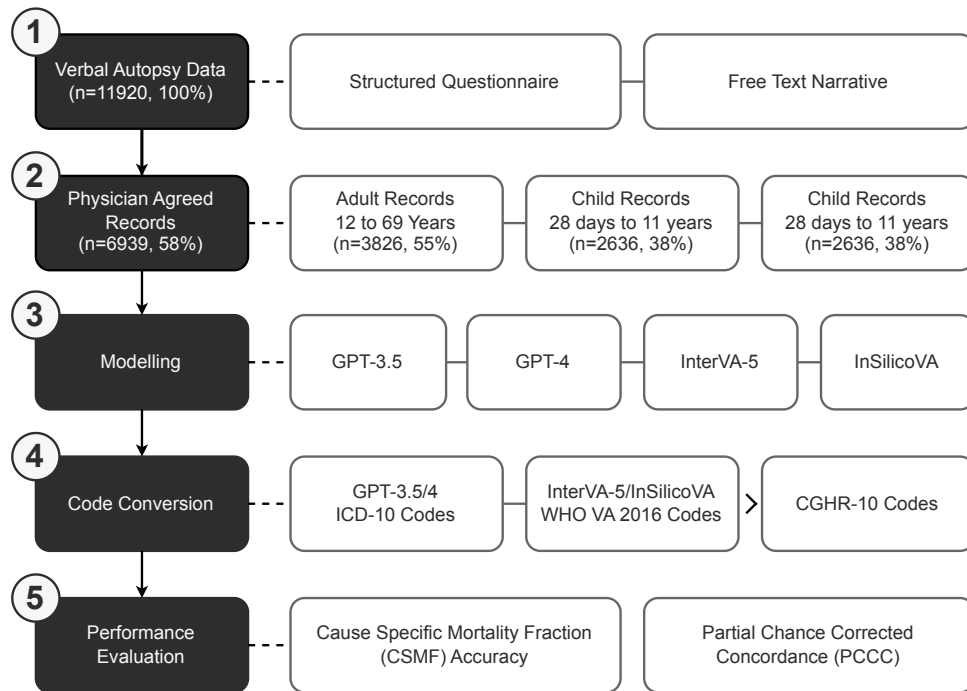 1
Verbal Autopsy Data
(n=11920, 100%)
Structured Questionnaire
Free Text Narrative
2
Physician Agreed
Records
(n=6939, 58%)
Adult Records
12 to 69 Years
(n=3826, 55%)
Child Records
28 days to 11 years
(n=2636, 38%)
Child Records
28 days to 11 years
(n=2636, 38%)
3
Modelling
GPT-3.5
GPT-4
InterVA-5
InSilicoVA
4
Code Conversion
GPT-3.5/4
ICD-10 Codes
InterVA-5/InSilicoVA
WHO VA 2016 Codes
CGHR-10 Codes
5
Performance
Evaluation
Cause Specific Mortality Fraction
(CSMF) Accuracy
Partial Chance Corrected
Concordance (PCCC)